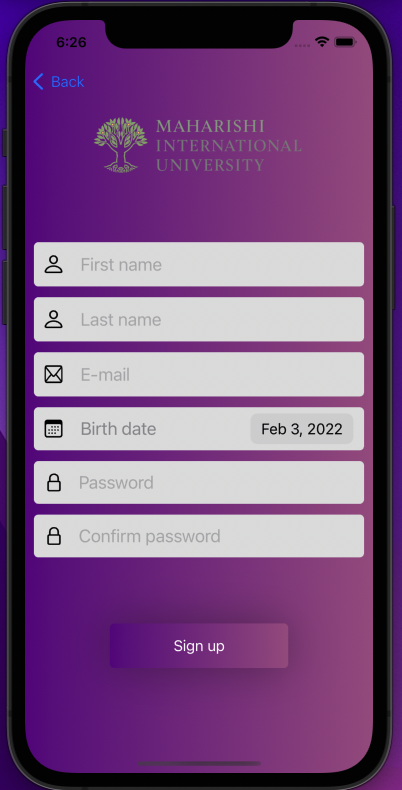 6:26
Back
MAHARISHI
INTERNATIONAL
UNIVERSITY
First name
Last name
E-mail
Birth date Feb 3, 2022
Password
Confirm password
Sign up